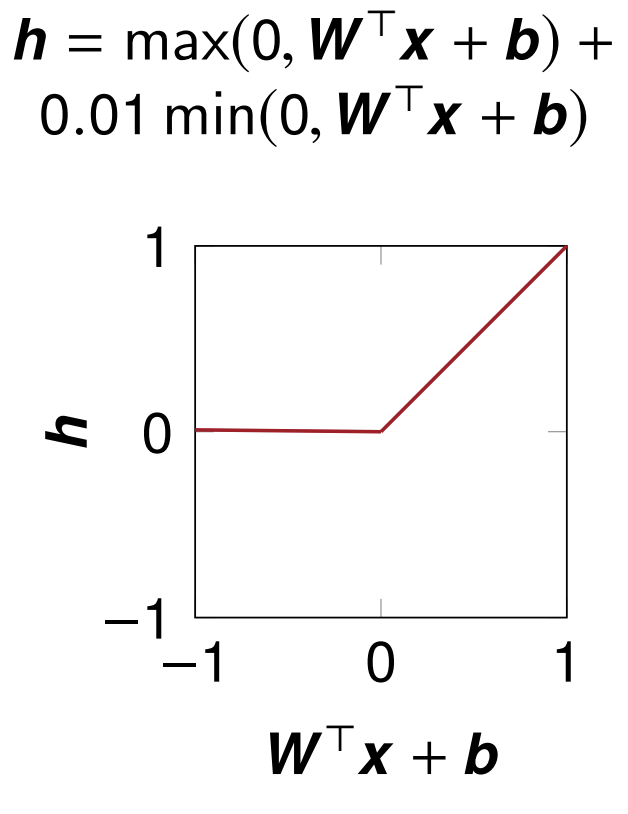 h = max(0, W⊤x + b) +
0.01 min(0, W⊤x + b)
1
h
0
−1
−1 0 1
W⊤x + b